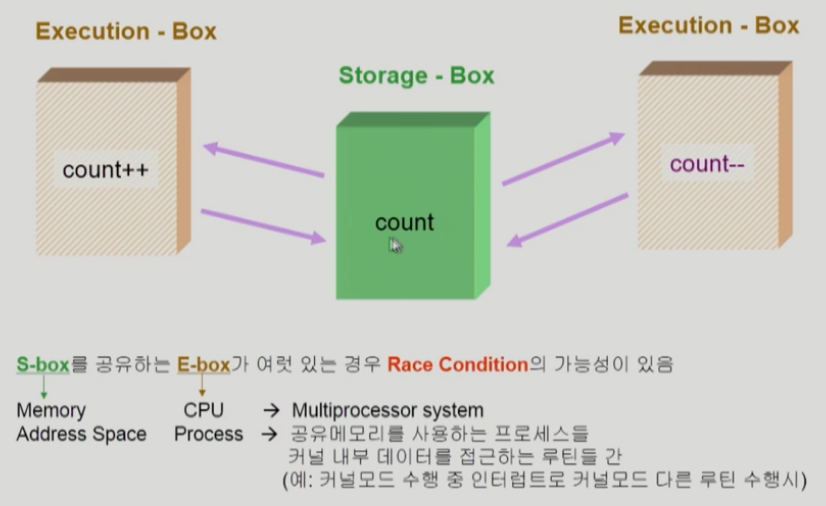 Execution - Box
Execution - Box
Storage - Box
count++
count--
count
S-box를 공유하는 E-box가 여럿 있는 경우 Race Condition의 가능성이 있음
Memory CPU → Multiprocessor system
Address Space Process → 공유메모리를 사용하는 프로세스들
커널 내부 데이터를 접근하는 루틴들 간
(예: 커널모드 수행 중 인터럽트로 커널모드 다른 루틴 수행시)